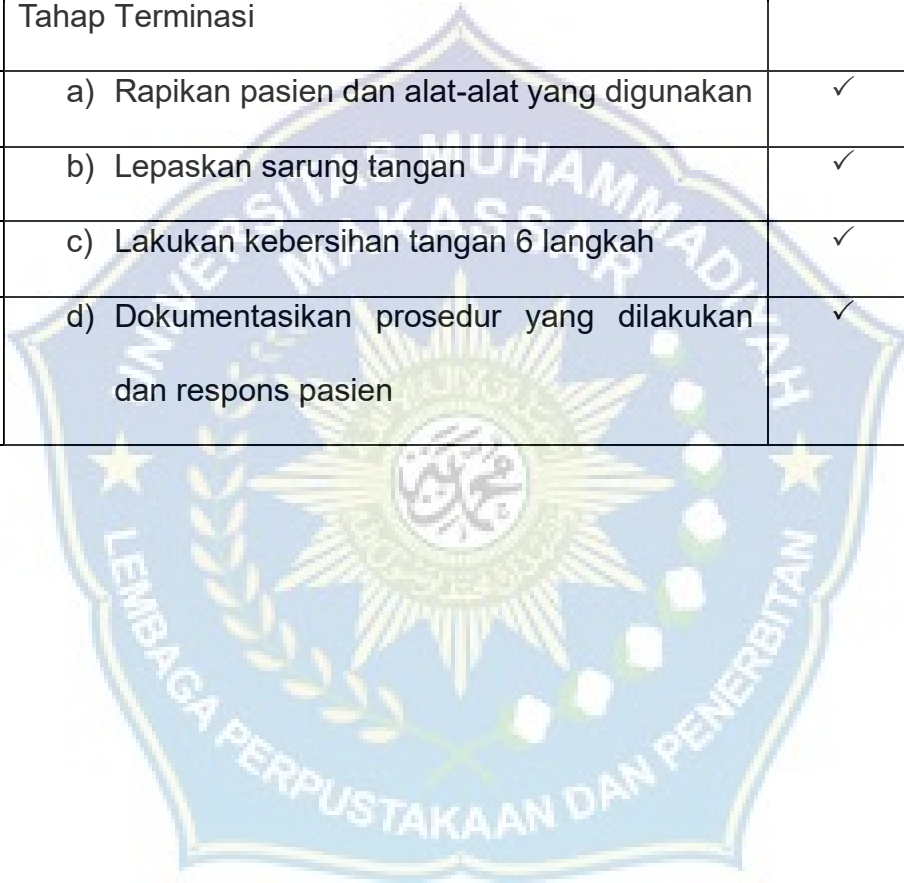 Tahap Terminasi
a) Rapikan pasien dan alat-alat yang digunakan ✓
b) Lepaskan sarung tangan ✓
c) Lakukan kebersihan tangan 6 langkah ✓
d) Dokumentasikan prosedur yang dilakukan ✓
dan respons pasien
UNIVERSITAS MUHAMMADIYAH
MAKASSAR
محمد
LEMBAGA PERPUSTAKAAN DAN PENERBITAN